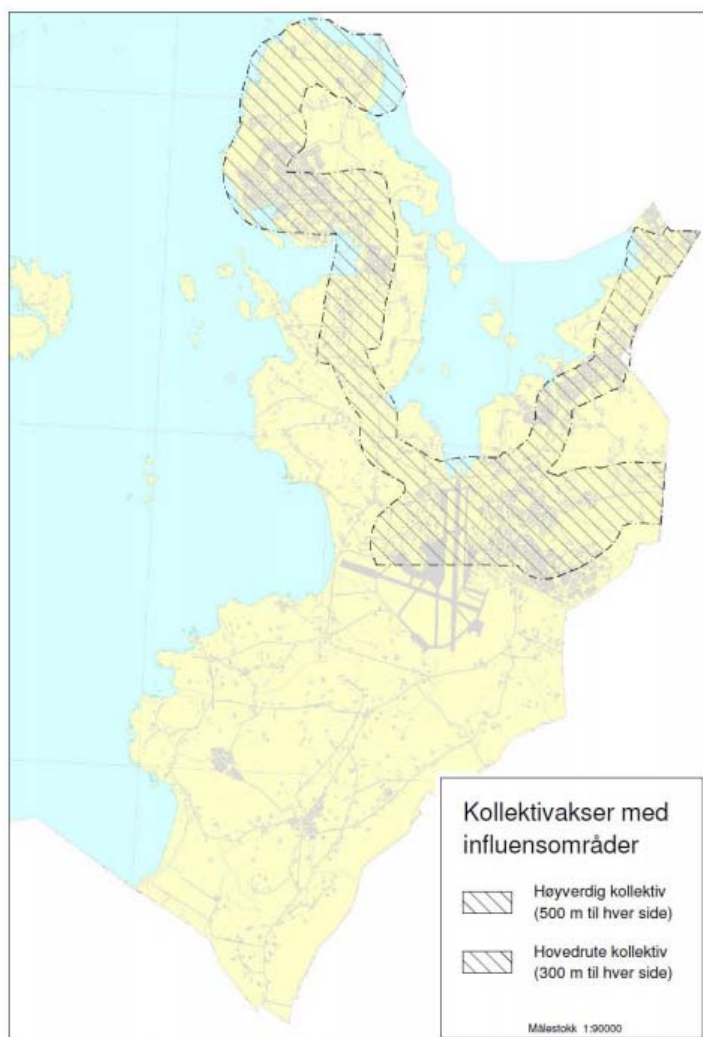 Kollektivakser med
influensområder
Høyverdig kollektiv
(500 m til hver side)
Hovedrute kollektiv
(300 m til hver side)
Målestokk 1:90000